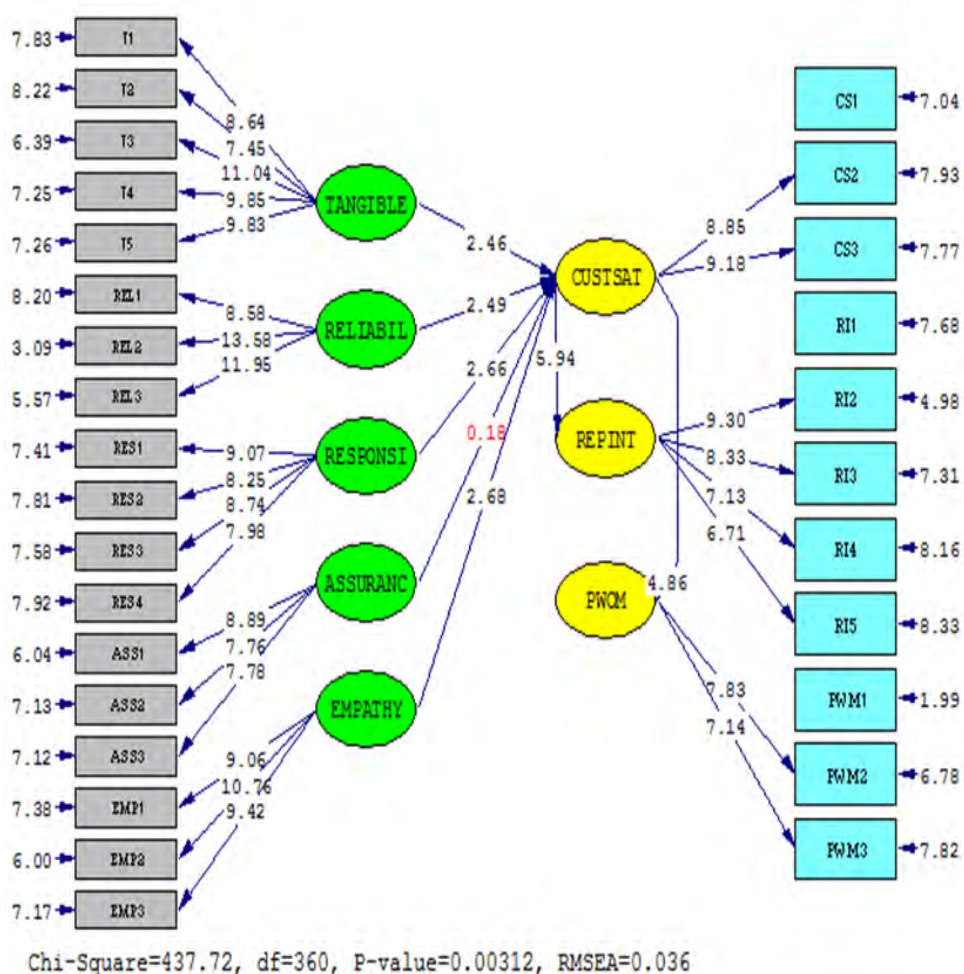 7.83 T1
8.22 T2
6.39 T3
7.25 T4
7.26 T5
8.20 REL1
3.09 REL2
5.57 REL3
7.41 RES1
7.81 RES2
7.58 RES3
7.92 RES4
6.04 ASS1
7.13 ASS2
7.12 ASS3
7.38 EMP1
6.00 EMP2
7.17 EMP3
8.64
7.45
11.04
9.85
9.83
8.58
13.58
11.95
9.07
8.25
8.74
7.98
8.89
7.76
7.78
9.06
10.76
9.42
TANGIBLE
RELIABIL
RESPONSI
ASSURANC
EMPATHY
2.46
2.49
2.66
0.18
2.68
5.94
4.86
CUSTSAT
REPINT
PWOM
8.85
9.18
9.30
8.33
7.13
6.71
7.83
7.14
CS1 7.04
CS2 7.93
CS3 7.77
RI1 7.68
RI2 4.98
RI3 7.31
RI4 8.16
RI5 8.33
PWM1 1.99
PWM2 6.78
PWM3 7.82
Chi-Square=437.72, df=360, P-value=0.00312, RMSEA=0.036